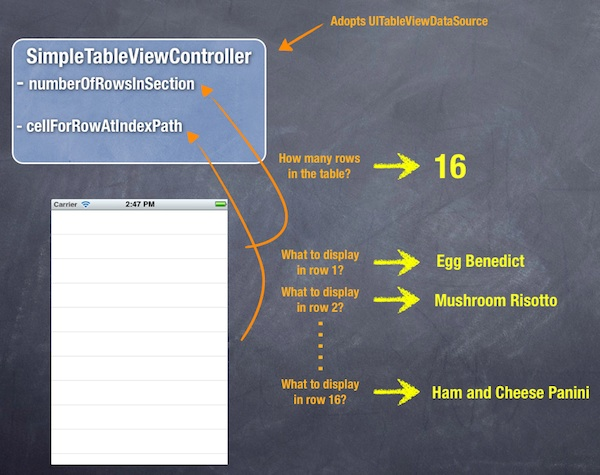 Adopts UITableViewDataSource
SimpleTableViewController
- numberOfRowsInSection
- cellForRowAtIndexPath
How many rows
in the table?
16
Carrier
2:47 PM
What to display
in row 1?
Egg Benedict
What to display
in row 2?
Mushroom Risotto
What to display
in row 16?
Ham and Cheese Panini